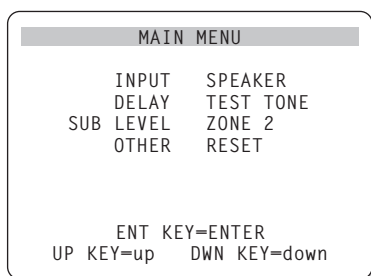 MAIN MENU
INPUT SPEAKER
DELAY TEST TONE
SUB LEVEL ZONE 2
OTHER RESET
ENT KEY=ENTER
UP KEY=up DWN KEY=down